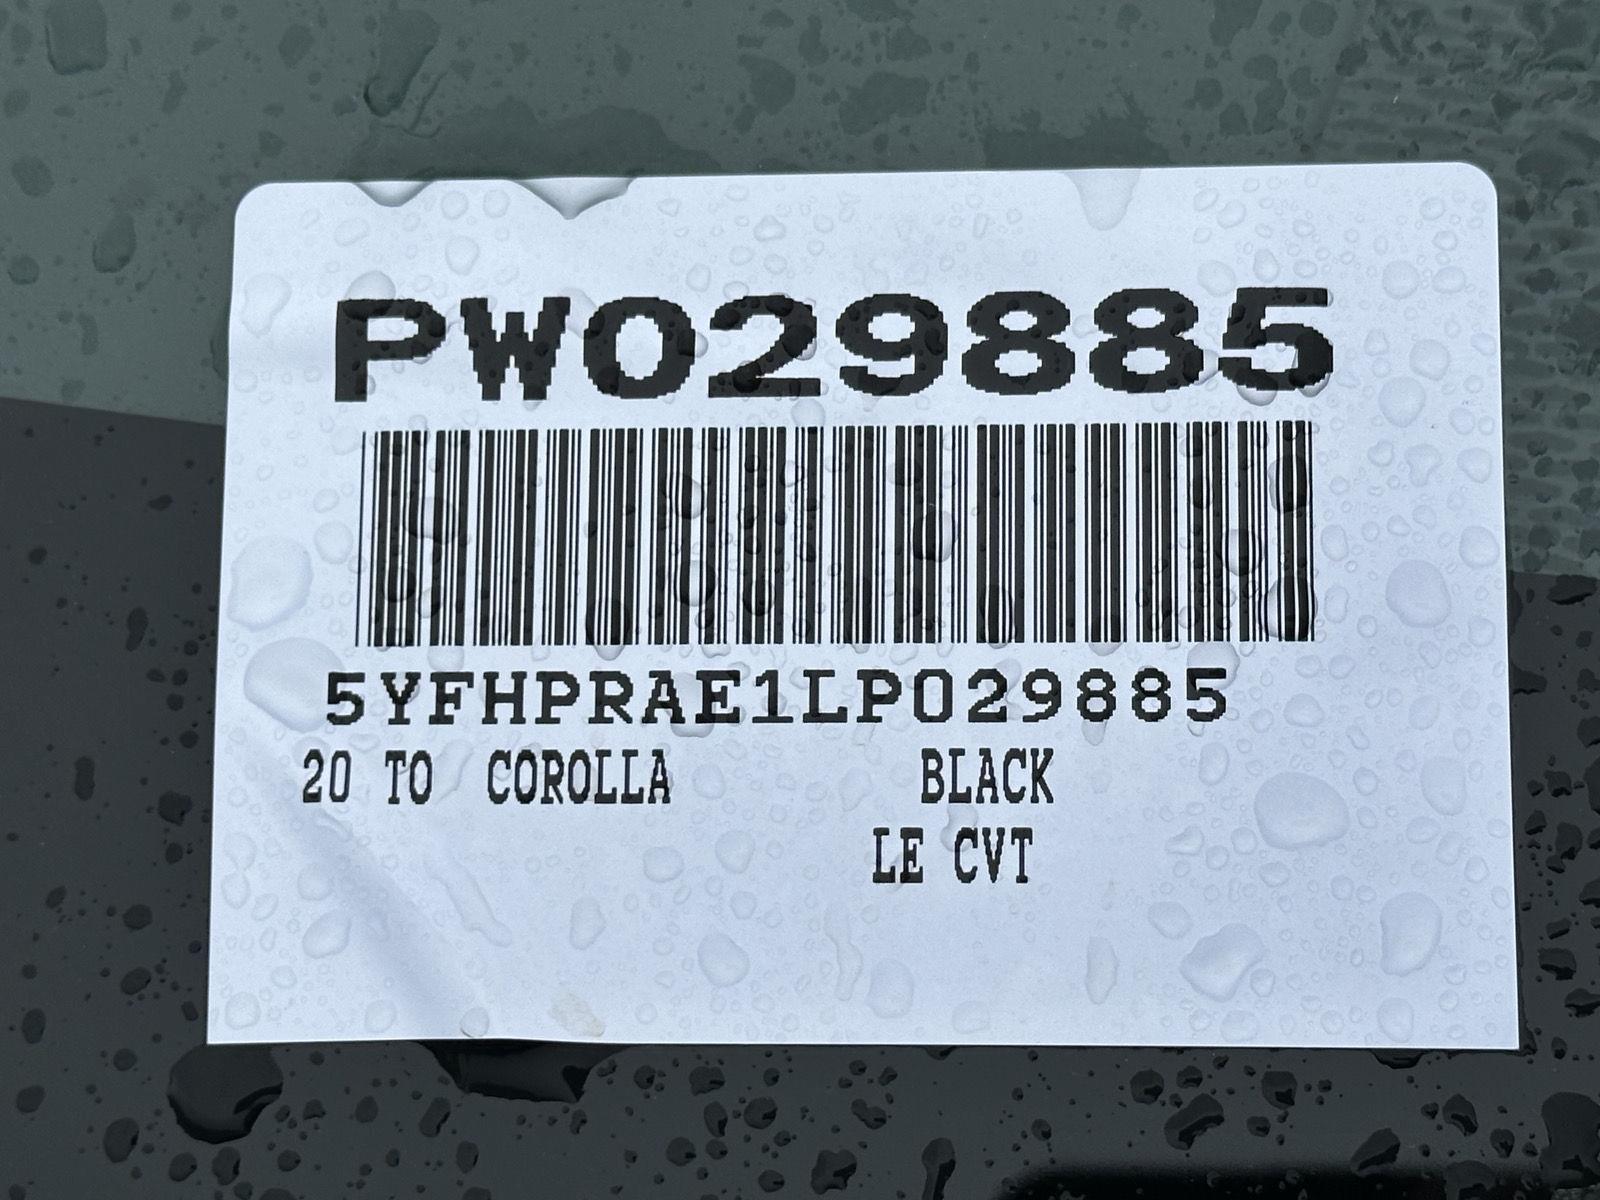 PW029885
5YFHPRAE1LP029885
20 TO COROLLA BLACK
LE CVT